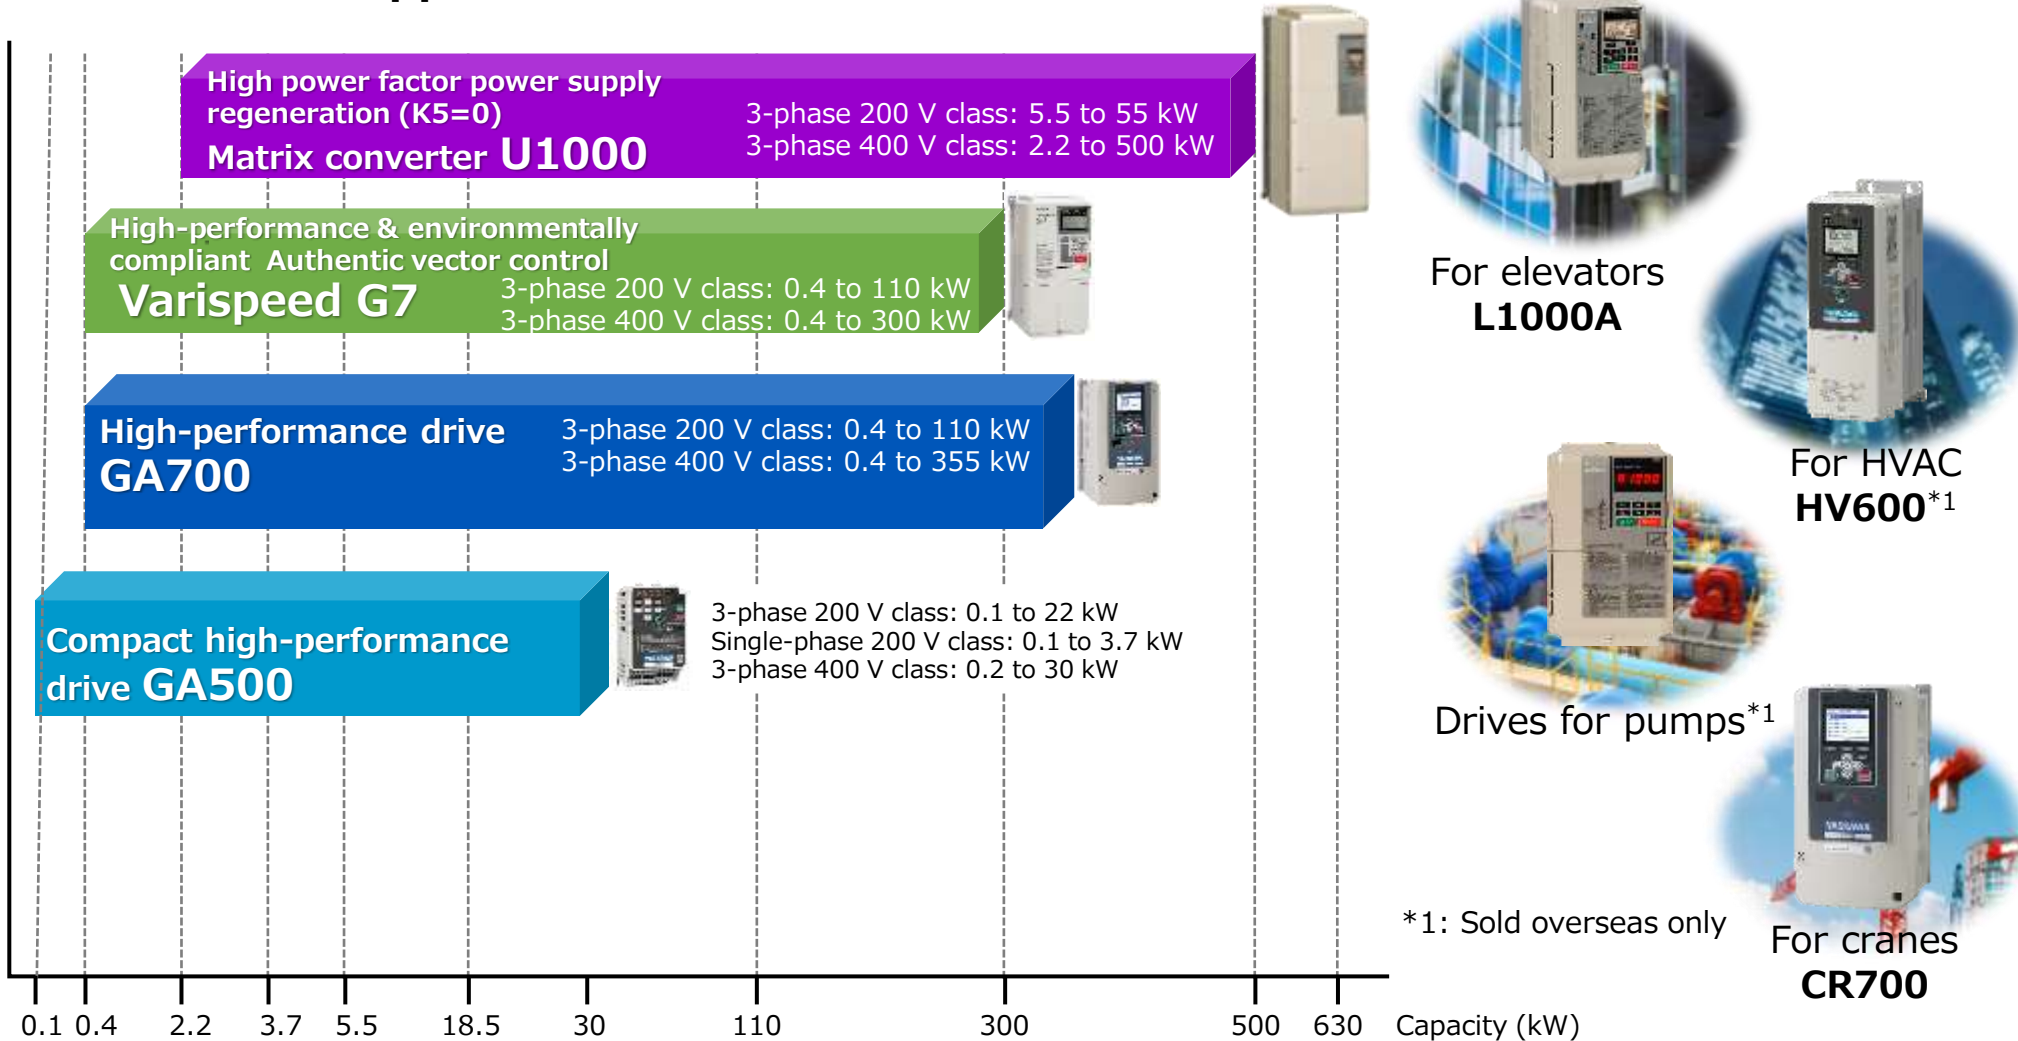 High power factor power supply
regeneration (K5=0)
Matrix converter U1000
3-phase 200 V class: 5.5 to 55 kW
3-phase 400 V class: 2.2 to 500 kW
High-performance & environmentally
compliant Authentic vector control
Varispeed G7
3-phase 200 V class: 0.4 to 110 kW
3-phase 400 V class: 0.4 to 300 kW
High-performance drive
GA700
3-phase 200 V class: 0.4 to 110 kW
3-phase 400 V class: 0.4 to 355 kW
Compact high-performance
drive GA500
3-phase 200 V class: 0.1 to 22 kW
Single-phase 200 V class: 0.1 to 3.7 kW
3-phase 400 V class: 0.2 to 30 kW
For elevators
L1000A
For HVAC
HV600*1
Drives for pumps*1
For cranes
CR700
*1: Sold overseas only
0.1 0.4 2.2 3.7 5.5 18.5 30 110 300 500 630 Capacity (kW)